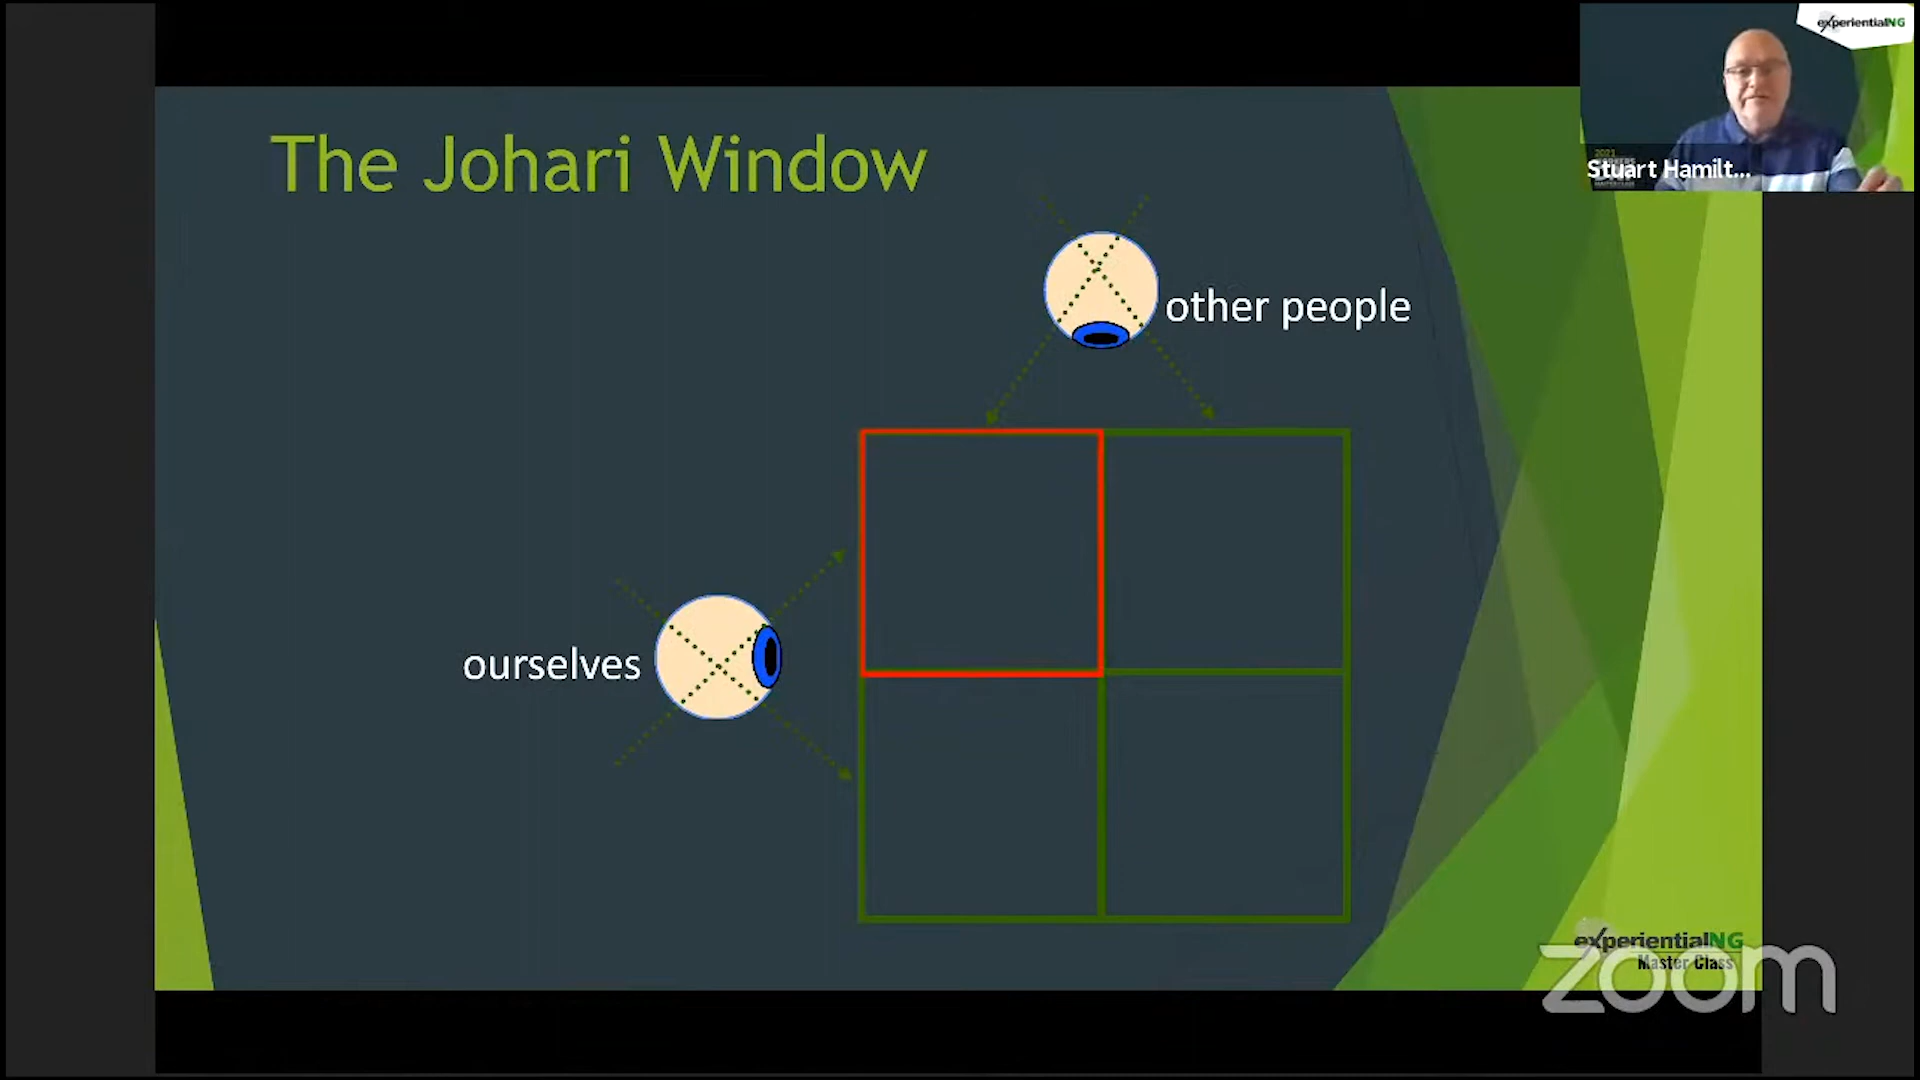 experientialNG
The Johari Window
Stuart Hamilt...
other people
ourselves
experientialNG
Master Class
zoom